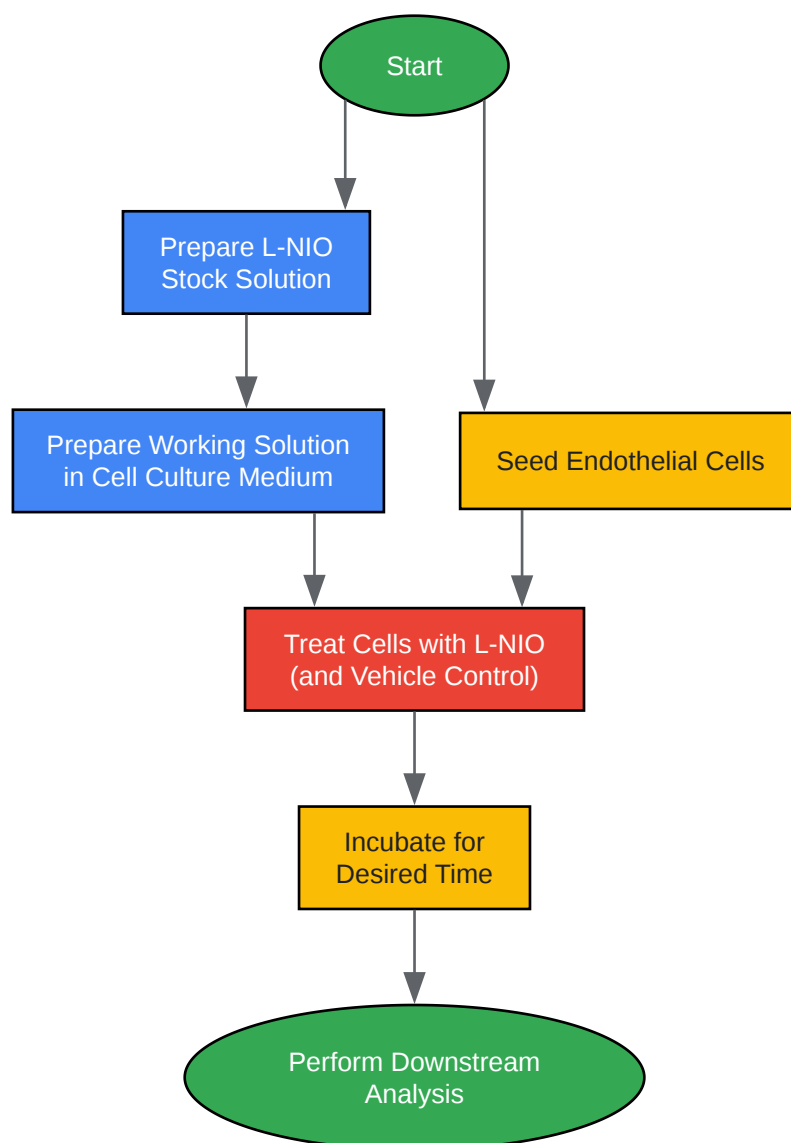 Start
Prepare L-NIO
Stock Solution
Prepare Working Solution
in Cell Culture Medium
Seed Endothelial Cells
Treat Cells with L-NIO
(and Vehicle Control)
Incubate for
Desired Time
Perform Downstream
Analysis